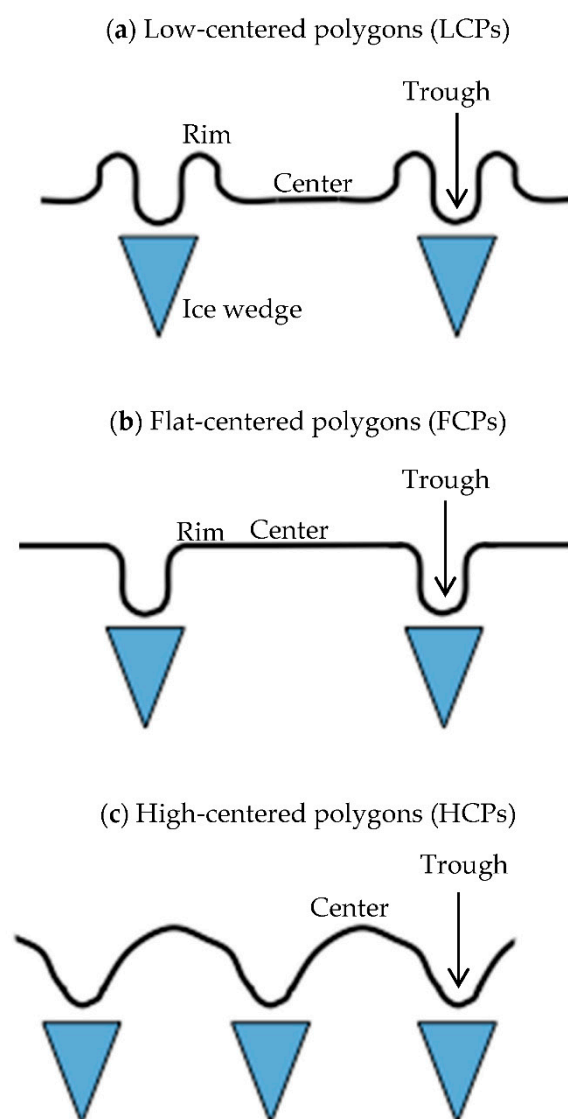 (a) Low-centered polygons (LCPs)
Trough
Rim
Center
Ice wedge
(b) Flat-centered polygons (FCPs)
Trough
Rim Center
(c) High-centered polygons (HCPs)
Trough
Center